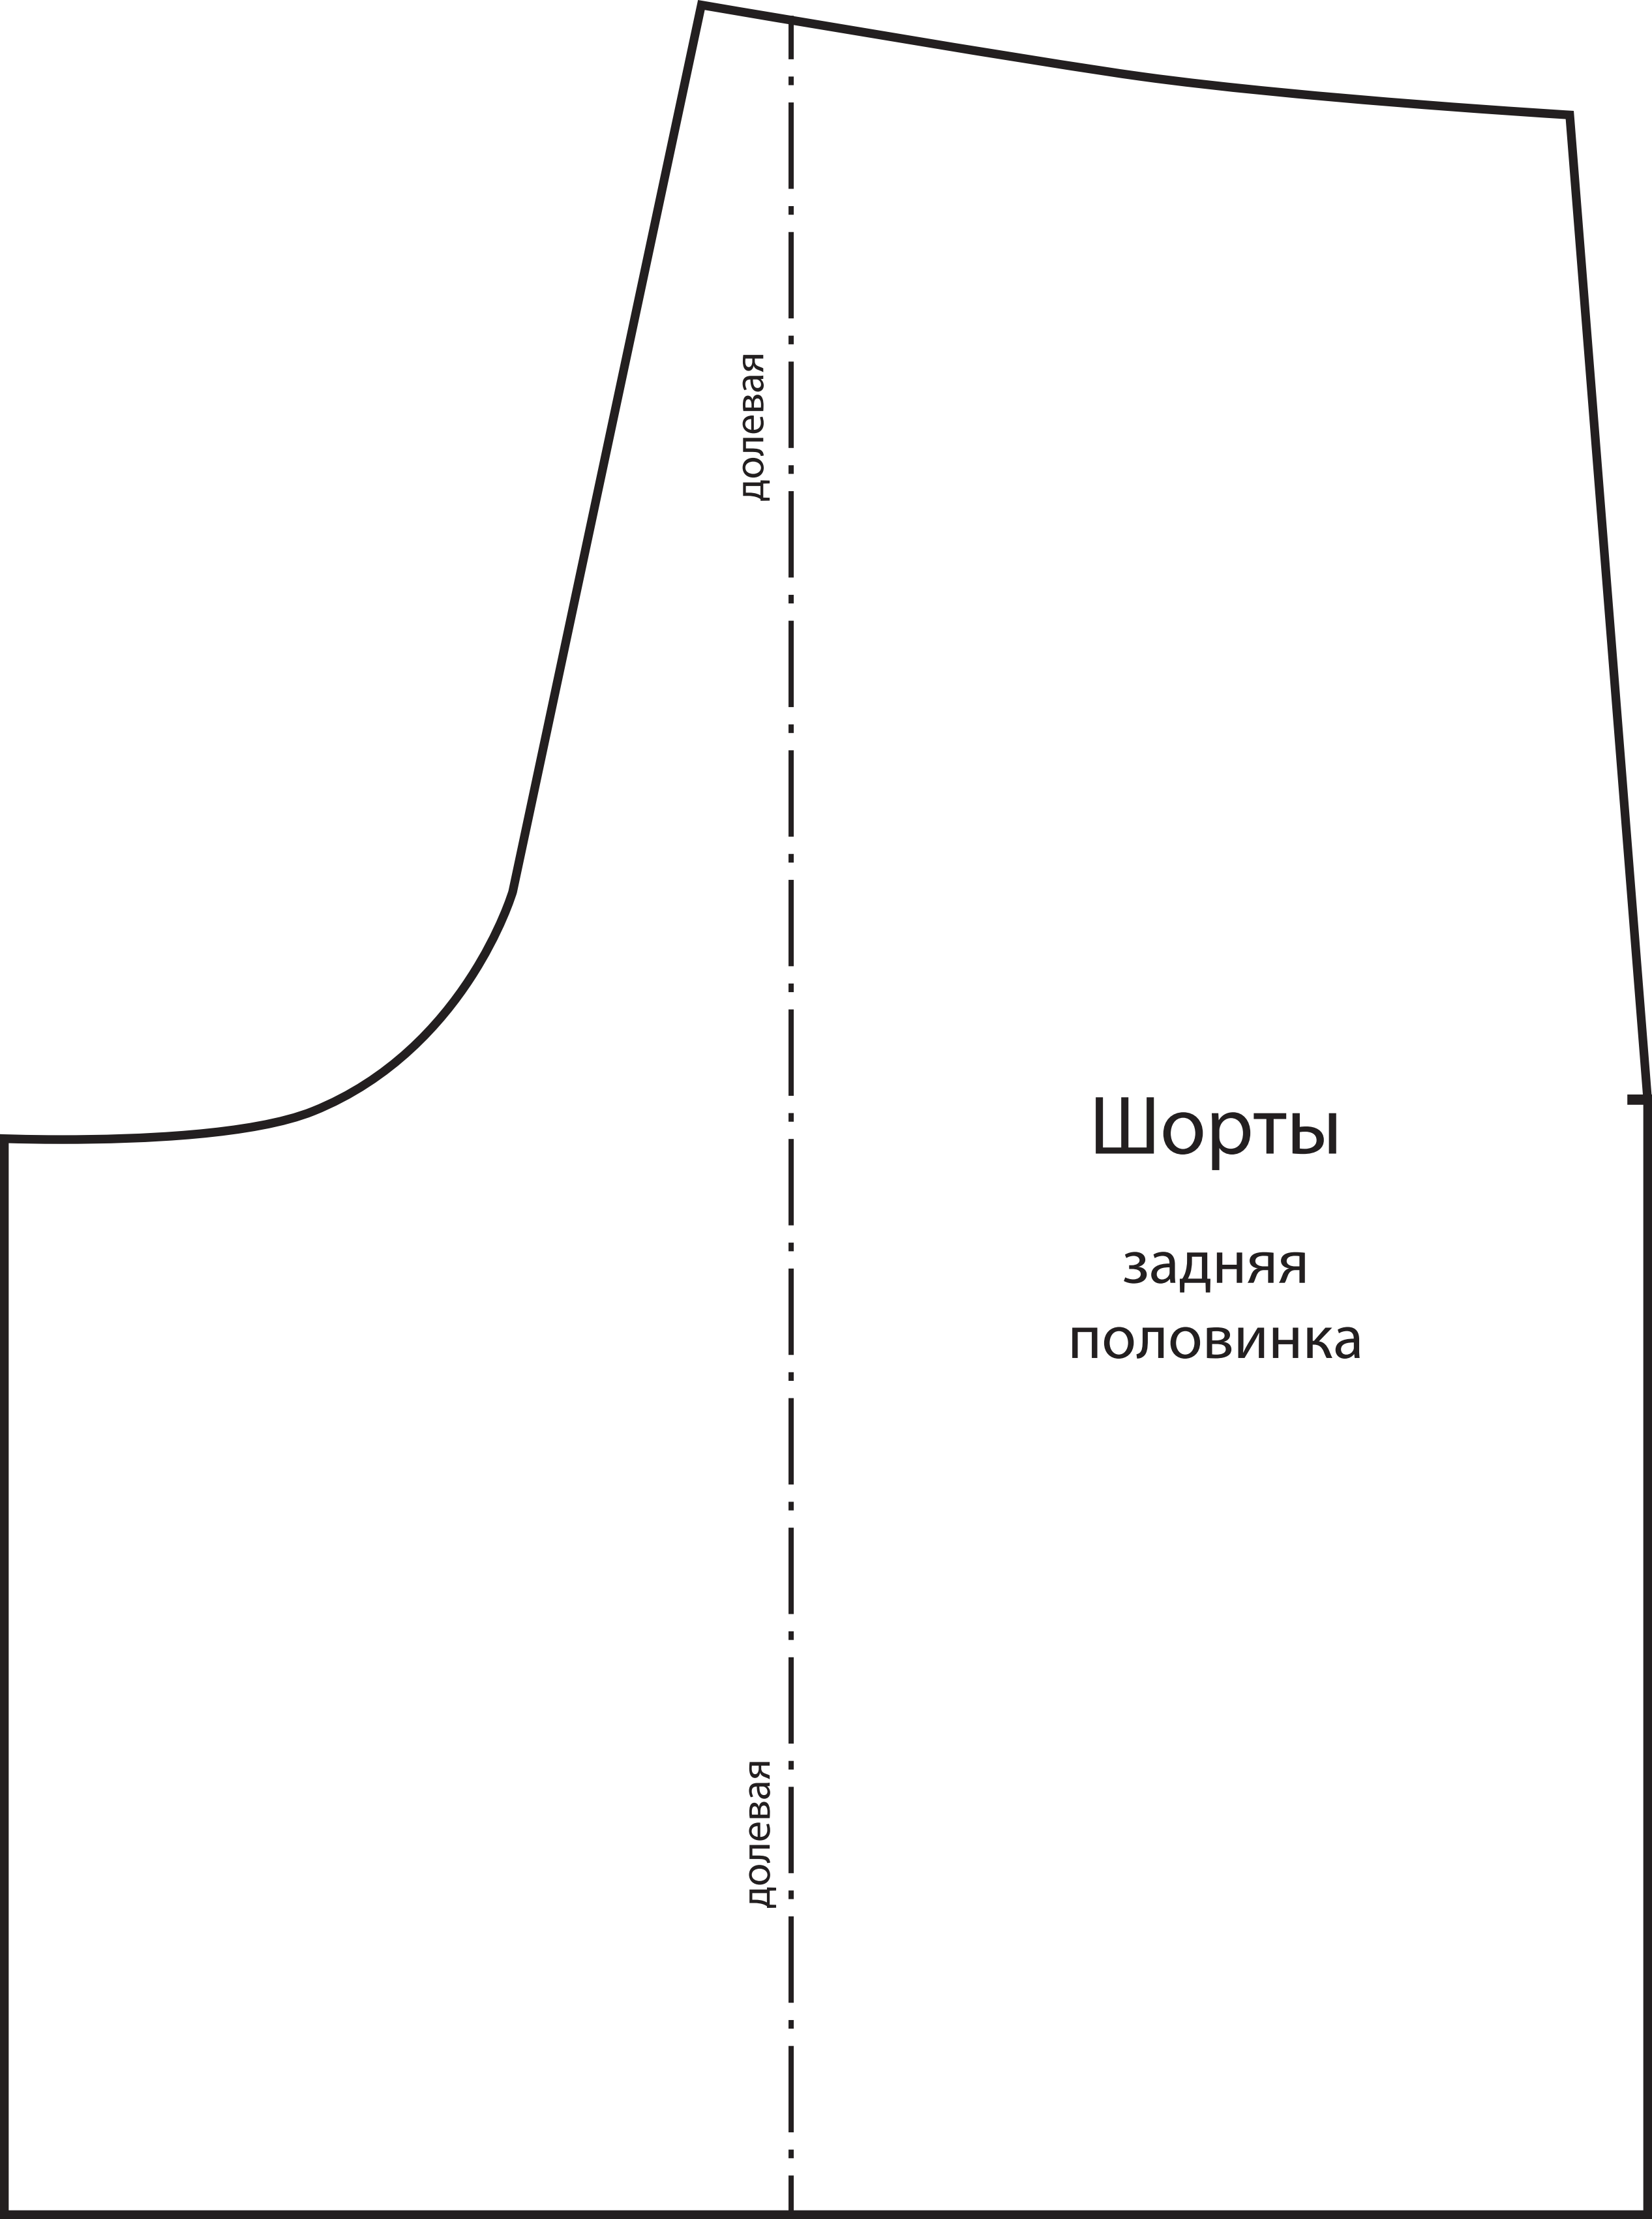 долевая
Шорты
задняя
половинка
долевая